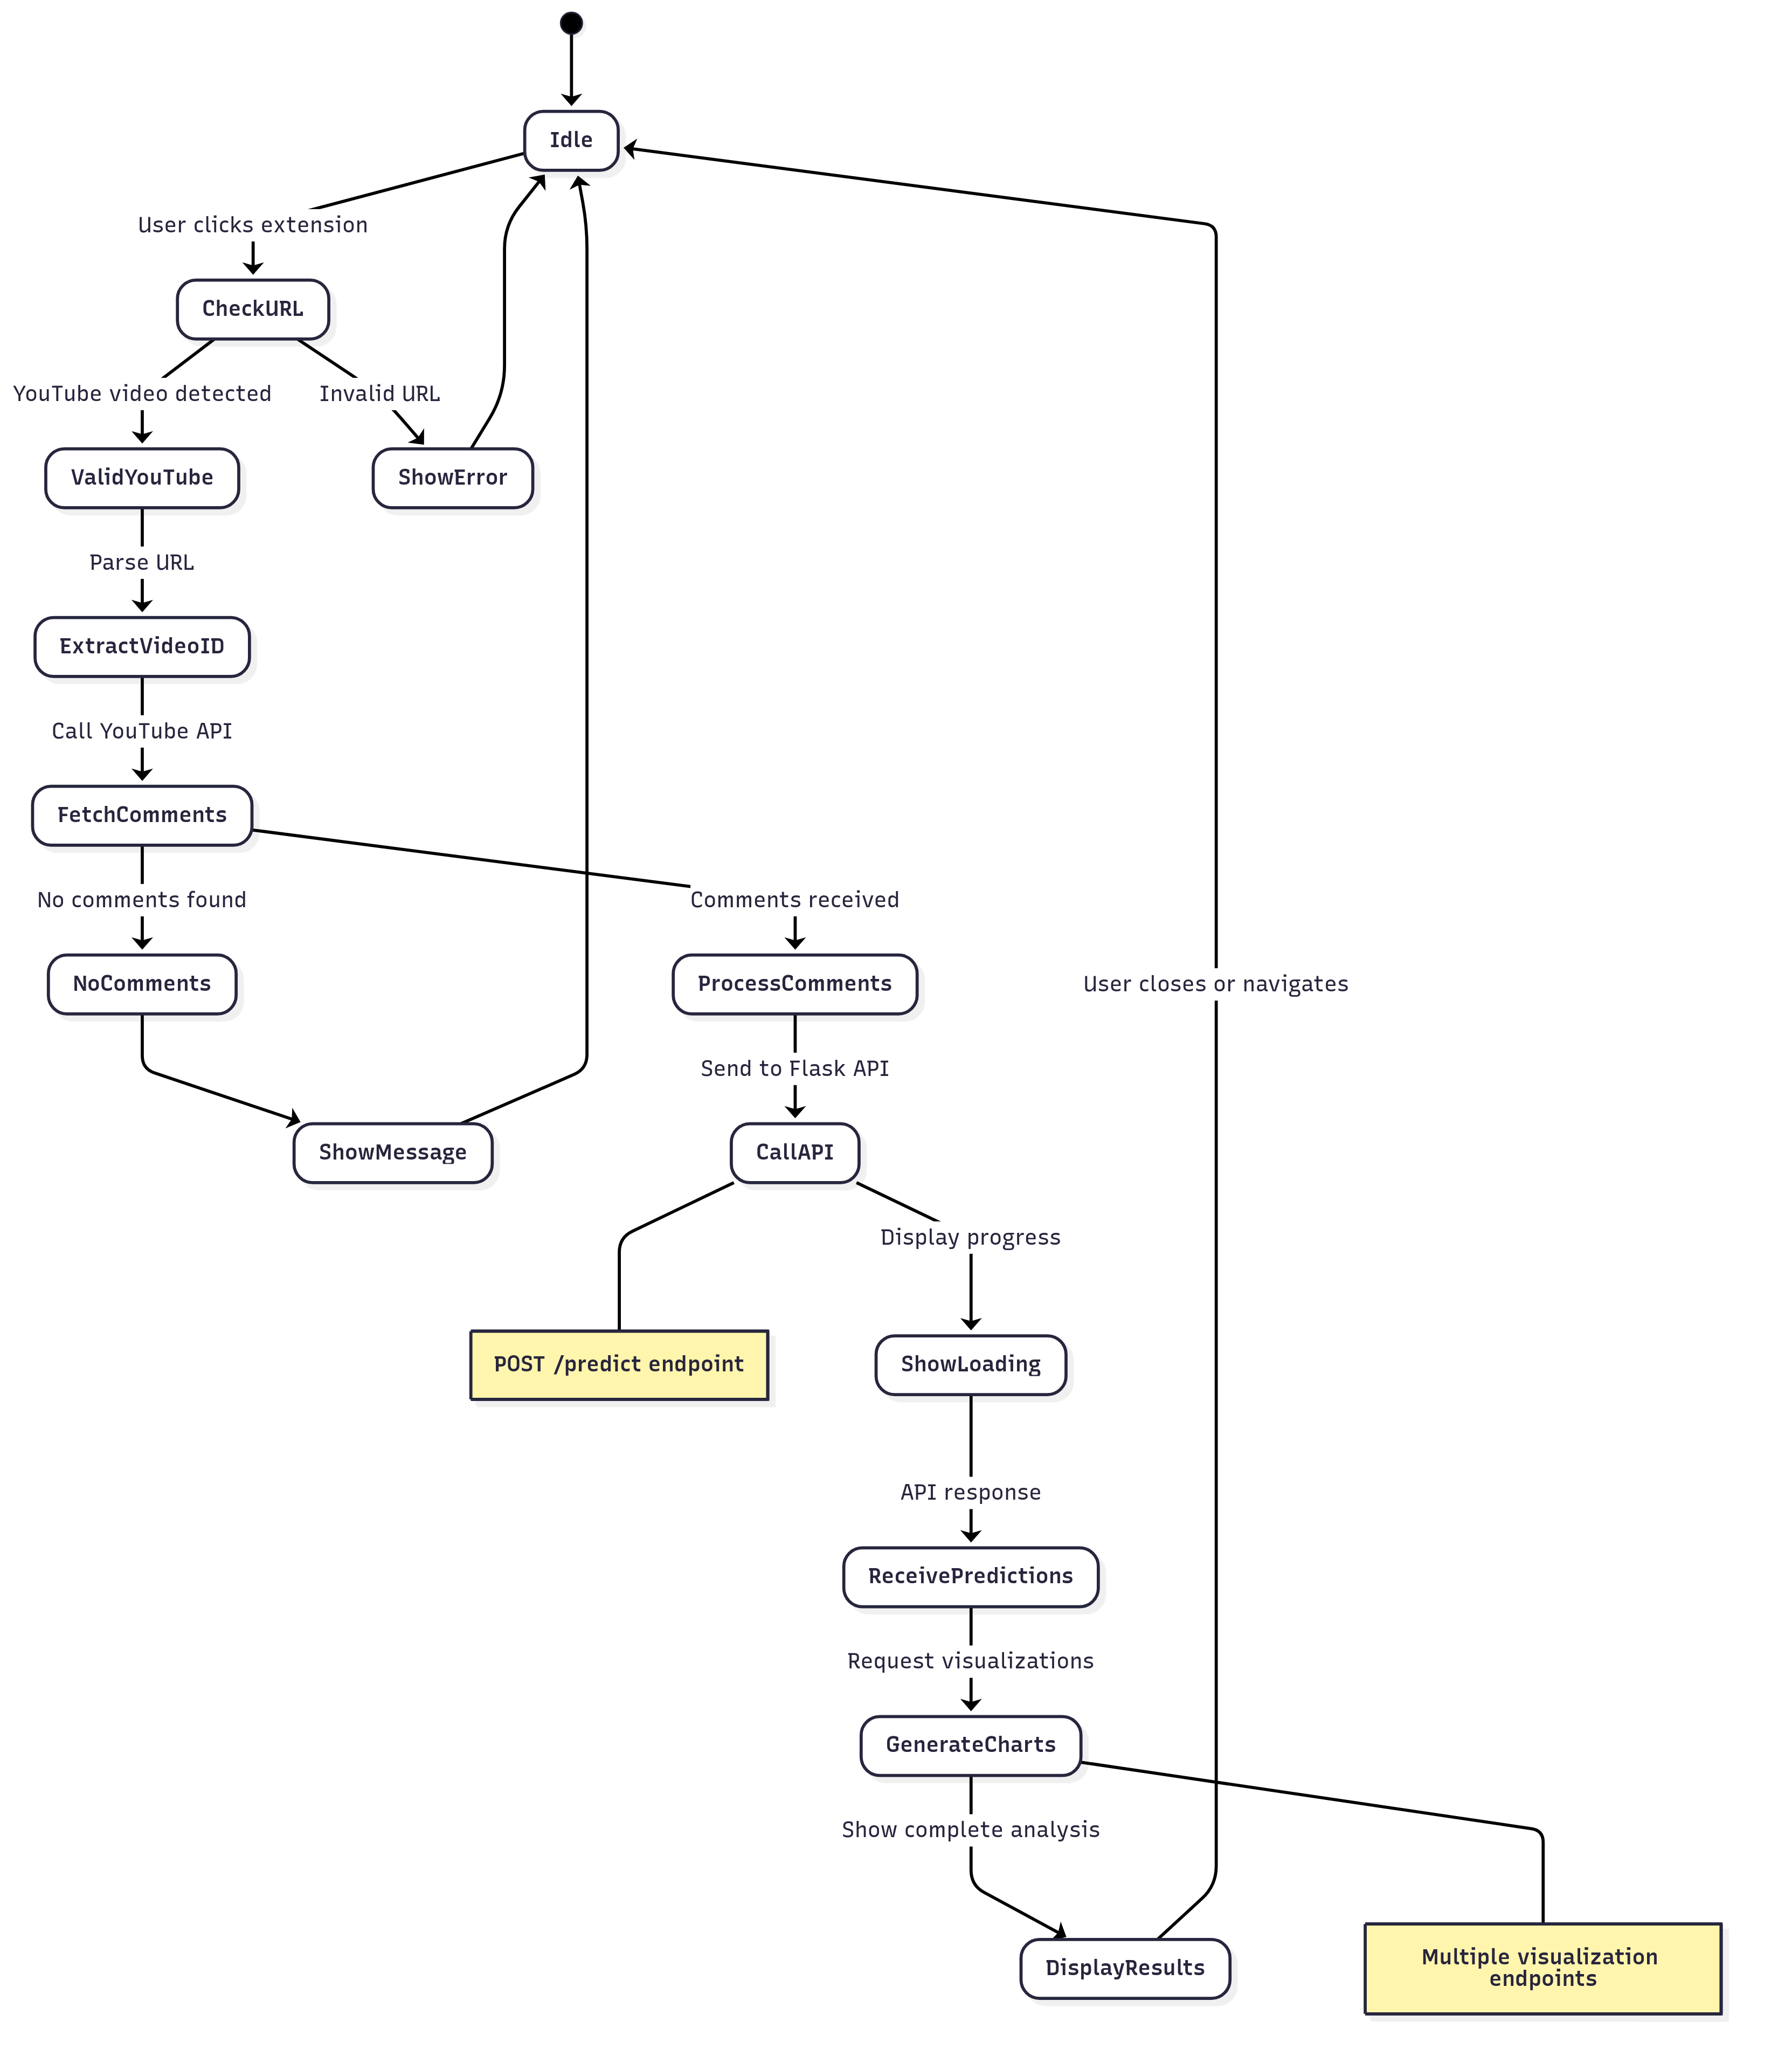 Idle
User clicks extension
CheckURL
YouTube video detected
Invalid URL
ValidYouTube
ShowError
Parse URL
ExtractVideoID
Call YouTube API
FetchComments
No comments found
Comments received
NoComments
ProcessComments
User closes or navigates
Send to Flask API
ShowMessage
CallAPI
Display progress
POST /predict endpoint
ShowLoading
API response
ReceivePredictions
Request visualizations
GenerateCharts
Show complete analysis
DisplayResults
Multiple visualization
endpoints